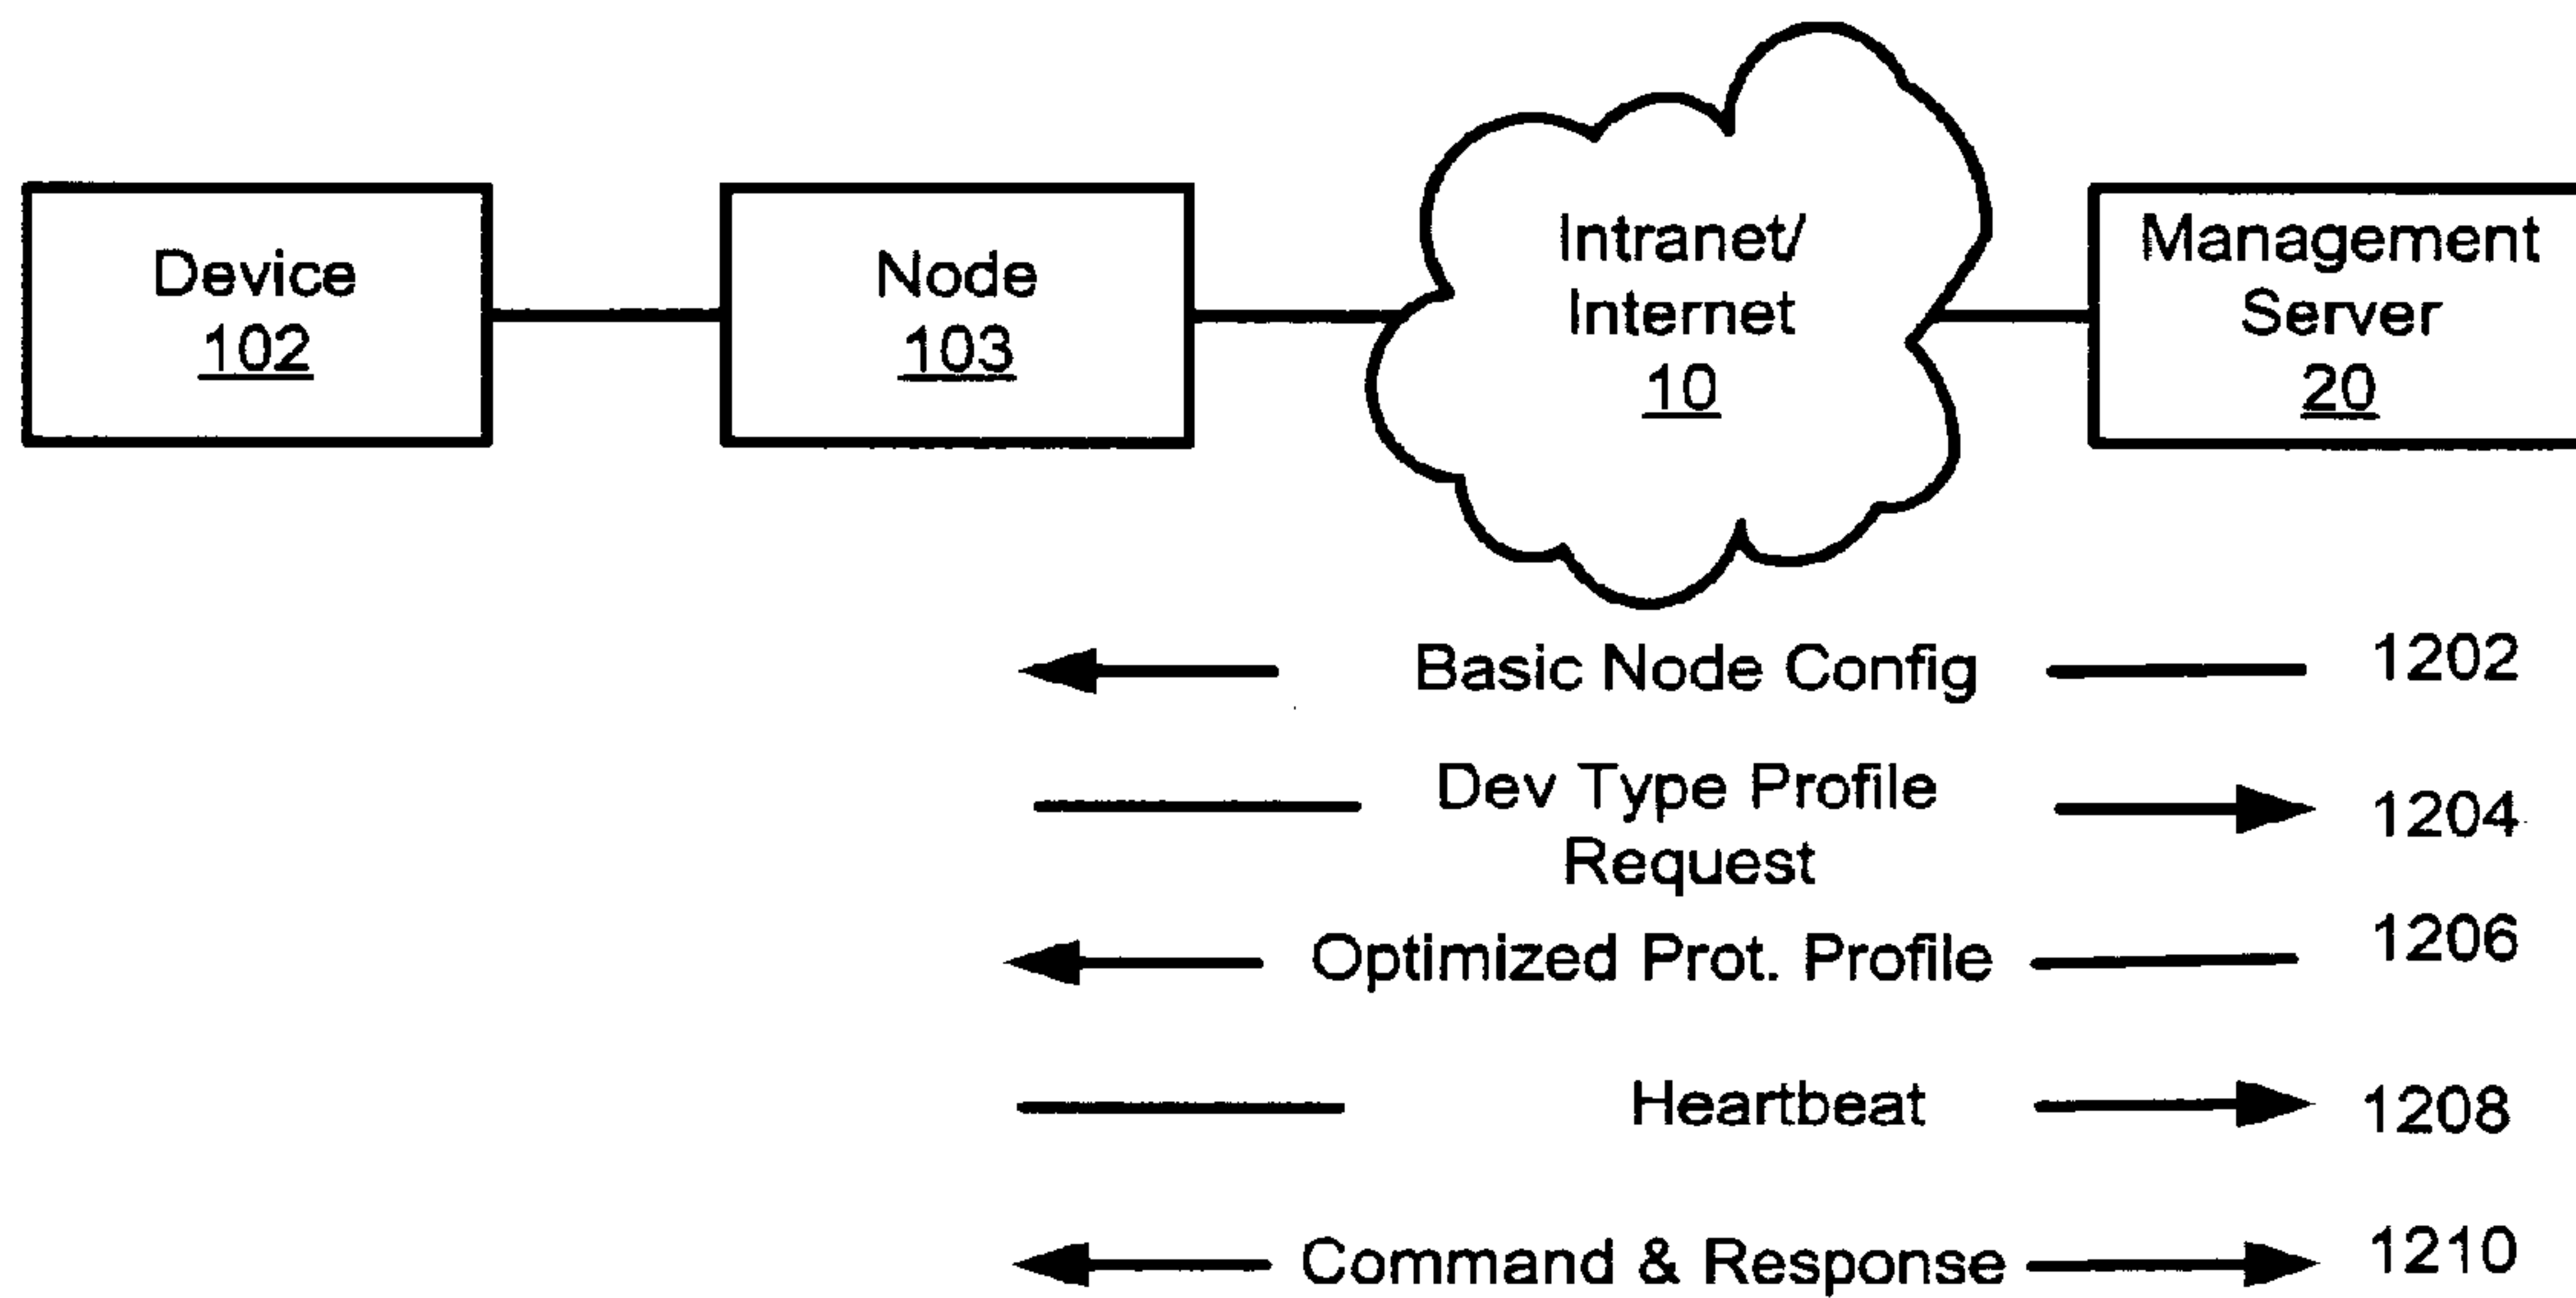 Device
102
Node
103
Intranet/
Internet
10
Management
Server
20
Basic Node Config
1202
Dev Type Profile
Request
1204
Optimized Prot. Profile
1206
Heartbeat
1208
Command & Response
1210